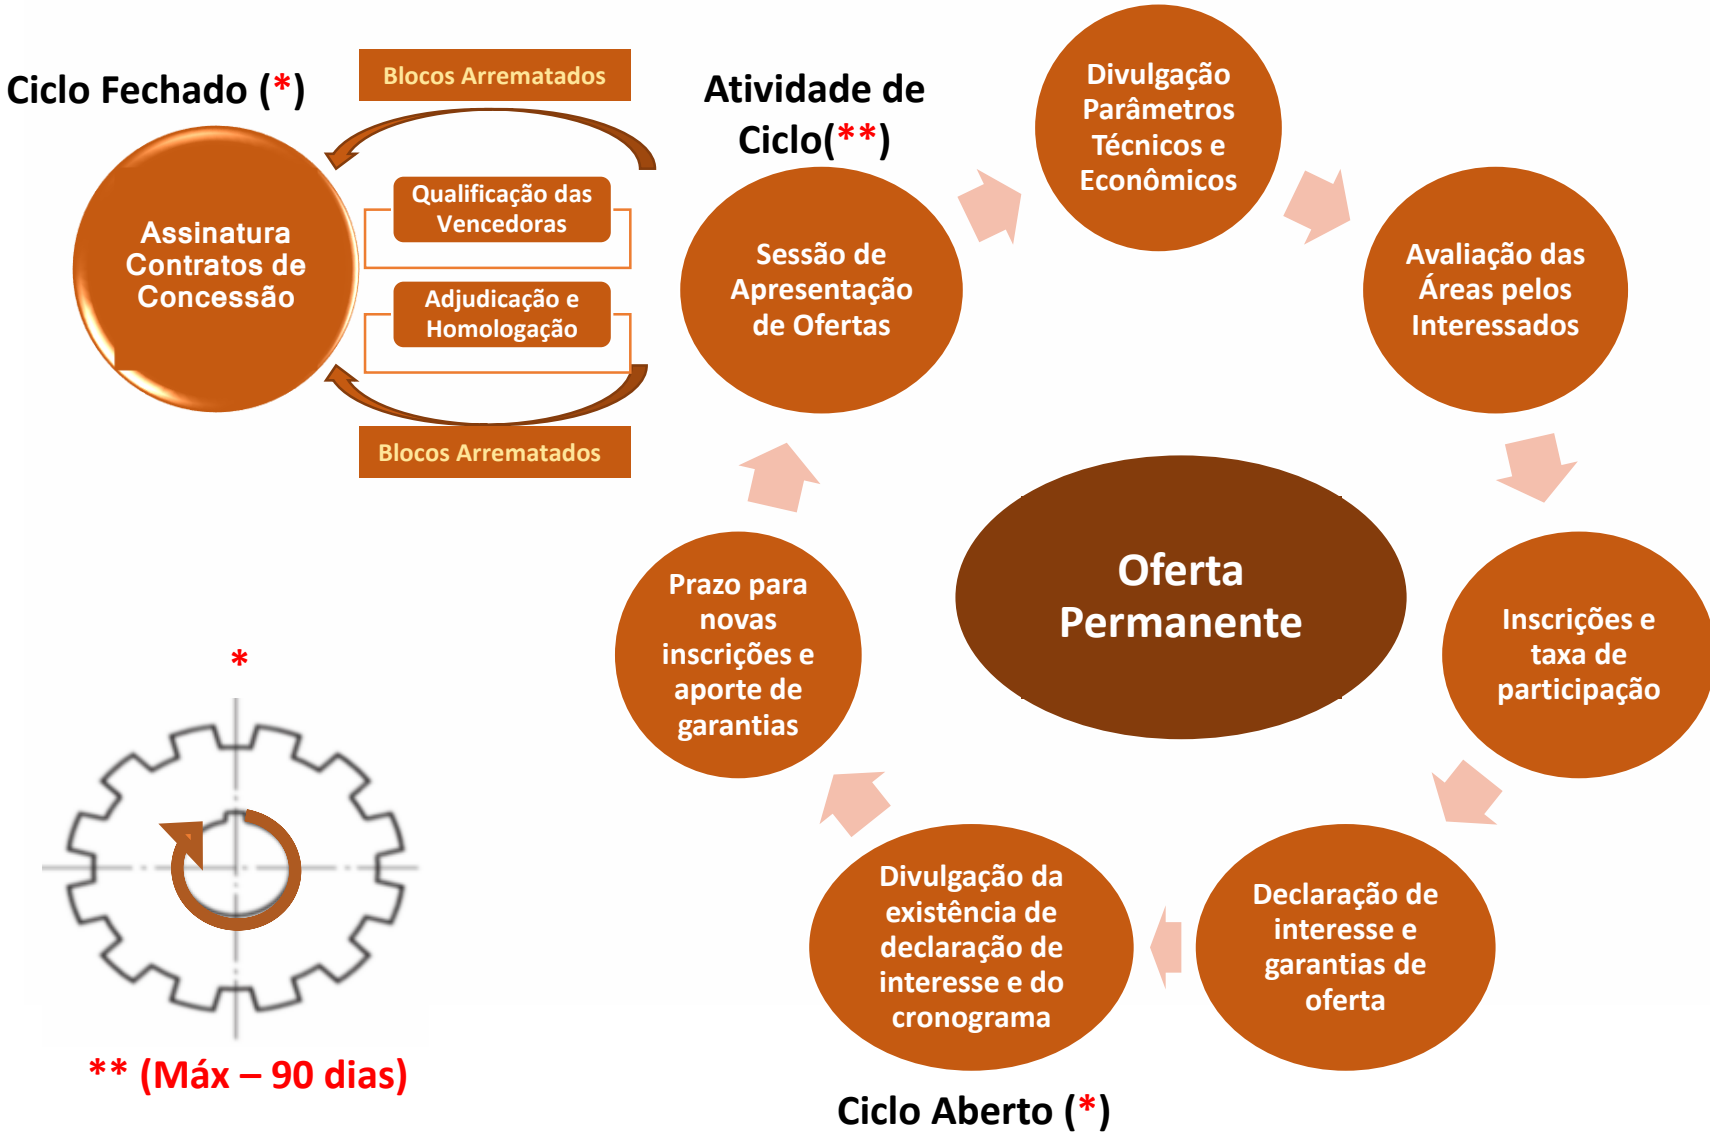 Ciclo Fechado (*)
Blocos Arrematados
Assinatura
Contratos de
Concessão
Qualificação das
Vencedoras
Adjudicação e
Homologação
Blocos Arrematados
Atividade de
Ciclo(**)
Sessão de
Apresentação
de Ofertas
Divulgação
Parâmetros
Técnicos e
Econômicos
Avaliação das
Áreas pelos
Interessados
Inscrições e
taxa de
participação
Declaração de
interesse e
garantias de
oferta
Divulgação da
existência de
declaração de
interesse e do
cronograma
Ciclo Aberto (*)
Prazo para
novas
inscrições e
aporte de
garantias
Oferta
Permanente
*
** (Máx – 90 dias)